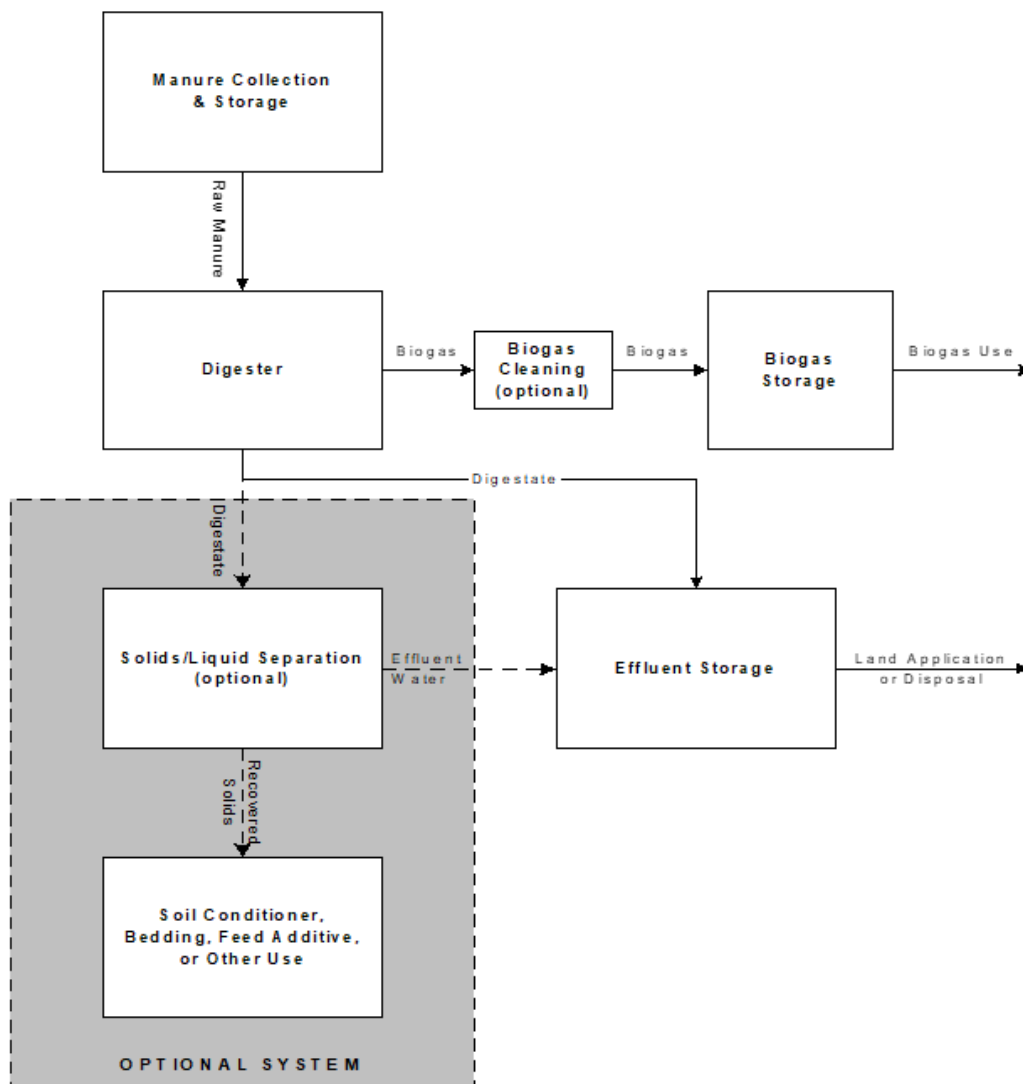 Manure Collection
& Storage
Raw Manure
Digester
Biogas
Biogas
Cleaning
(optional)
Biogas
Biogas
Storage
Biogas Use
Digestate
Digestate
Solids/Liquid Separation
(optional)
Effluent
Water
Effluent Storage
Land Application
or Disposal
Recovered
Solids
Soil Conditioner,
Bedding, Feed Additive,
or Other Use
OPTIONAL SYSTEM